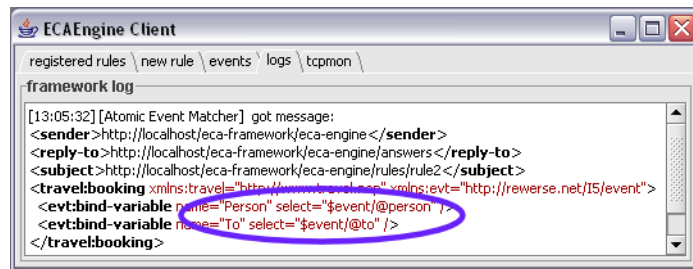 ECAEngine Client
registered rules \ new rule \ events \ logs \ tcpmon \
framework log
[13:05:32] [Atomic Event Matcher] got message:
<sender>http://localhost/eca-framework/eca-engine</sender>
<reply-to>http://localhost/eca-framework/eca-engine/answers</reply-to>
<subject>http://localhost/eca-framework/eca-engine/rules/rule2</subject>
<travel:booking xmlns:travel="http://www.travel.nop" xmlns:evt="http://rewerse.net/I5/event">
<evt:bind-variable name="Person" select="$event/@person" />
<evt:bind-variable name="To" select="$event/@to" />
</travel:booking>